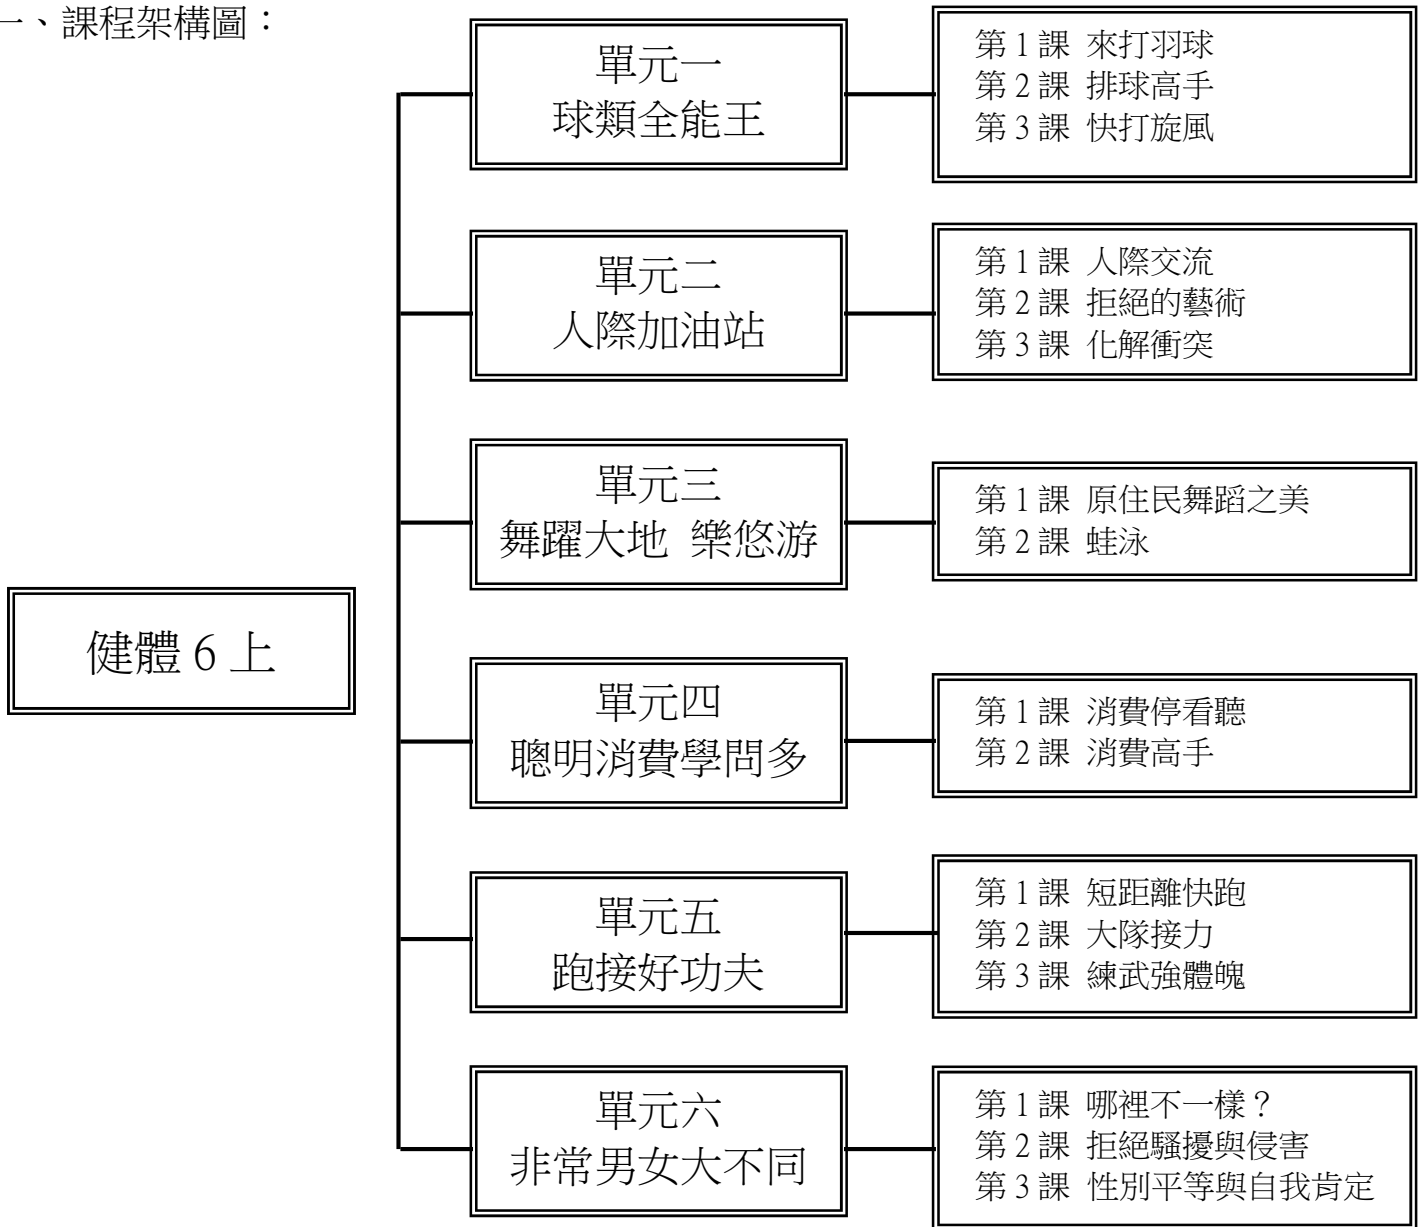 一、課程架構圖：
單元一
球類全能王
第 1 課 來打羽球
第 2 課 排球高手
第 3 課 快打旋風
單元二
人際加油站
第 1 課 人際交流
第 2 課 拒絕的藝術
第 3 課 化解衝突
單元三
舞躍大地 樂悠游
第 1 課 原住民舞蹈之美
第 2 課 蛙泳
健體 6 上
單元四
聰明消費學問多
第 1 課 消費停看聽
第 2 課 消費高手
單元五
跑接好功夫
第 1 課 短距離快跑
第 2 課 大隊接力
第 3 課 練武強體魄
單元六
非常男女大不同
第 1 課 哪裡不一樣？
第 2 課 拒絕騷擾與侵害
第 3 課 性別平等與自我肯定